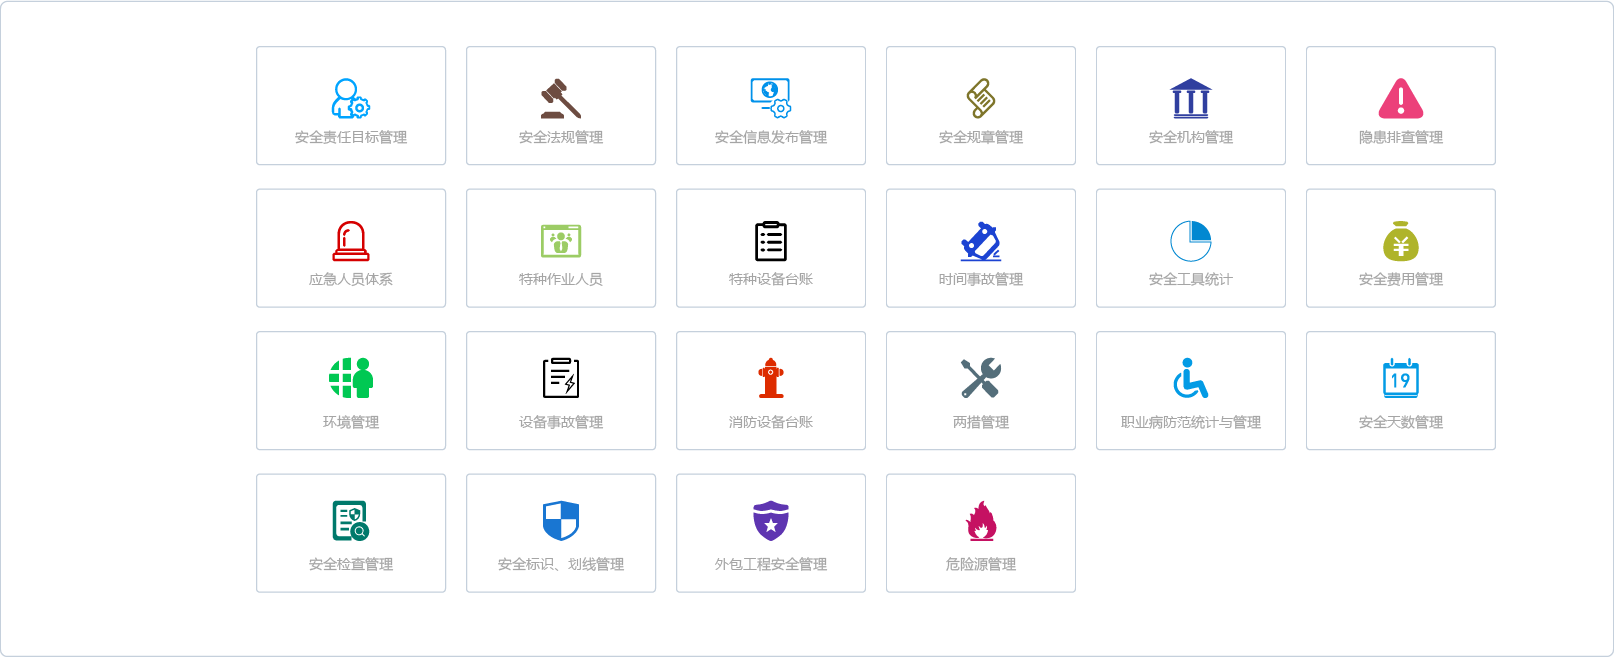 安全责任目标管理
安全法规管理
安全信息发布管理
安全规章管理
安全机构管理
隐患排查管理
应急人员体系
特种作业人员
特种设备台账
时间事故管理
安全工具统计
安全费用管理
环境管理
设备事故管理
消防设备台账
两措管理
职业病防范统计与管理
19
安全天数管理
安全检查管理
安全标识、划线管理
外包工程安全管理
危险源管理